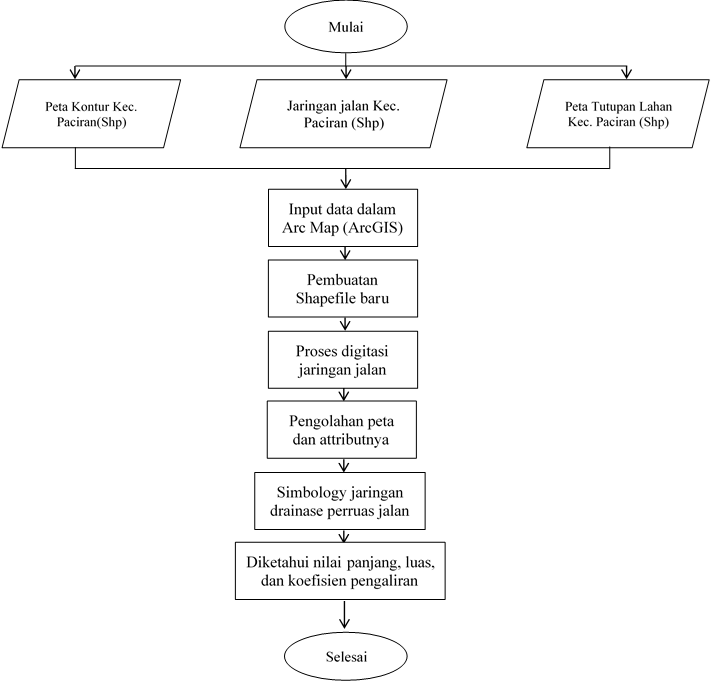 Mulai
Peta Kontur Kec.
Paciran(Shp)
Jaringan jalan Kec.
Paciran (Shp)
Peta Tutupan Lahan
Kec. Paciran (Shp)
Input data dalam
Arc Map (ArcGIS)
Pembuatan
Shapefile baru
Proses digitasi
jaringan jalan
Pengolahan peta
dan attributnya
Simbology jaringan
drainase perruas jalan
Diketahui nilai panjang, luas,
dan koefisien pengaliran
Selesai